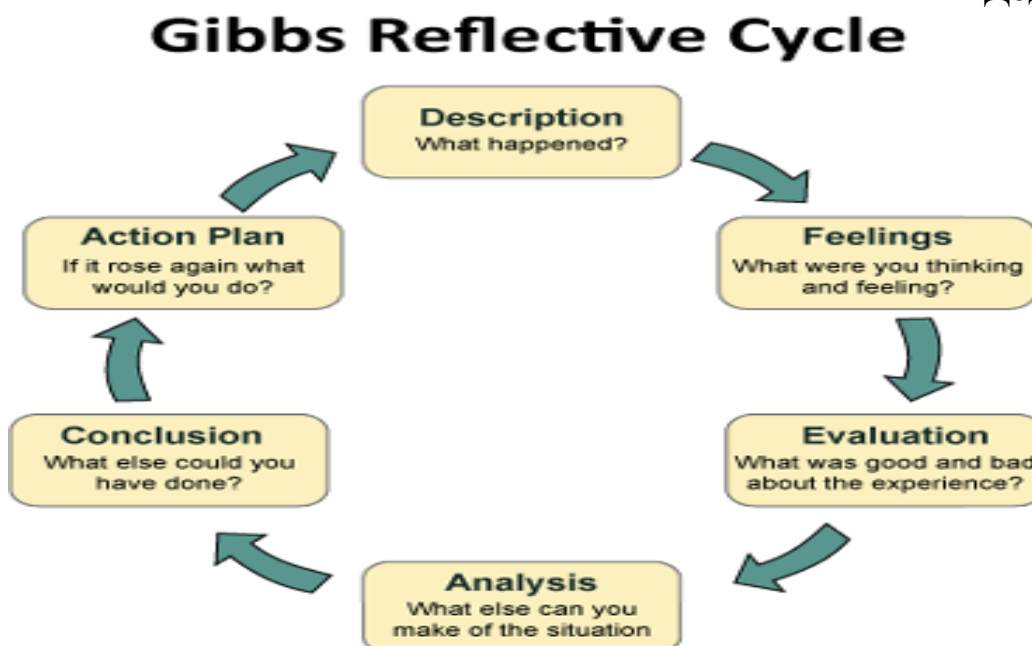 Gibbs Reflective Cycle
Description
What happened?
Feelings
What were you thinking
and feeling?
Evaluation
What was good and bad
about the experience?
Analysis
What else can you
make of the situation
Conclusion
What else could you
have done?
Action Plan
If it rose again what
would you do?